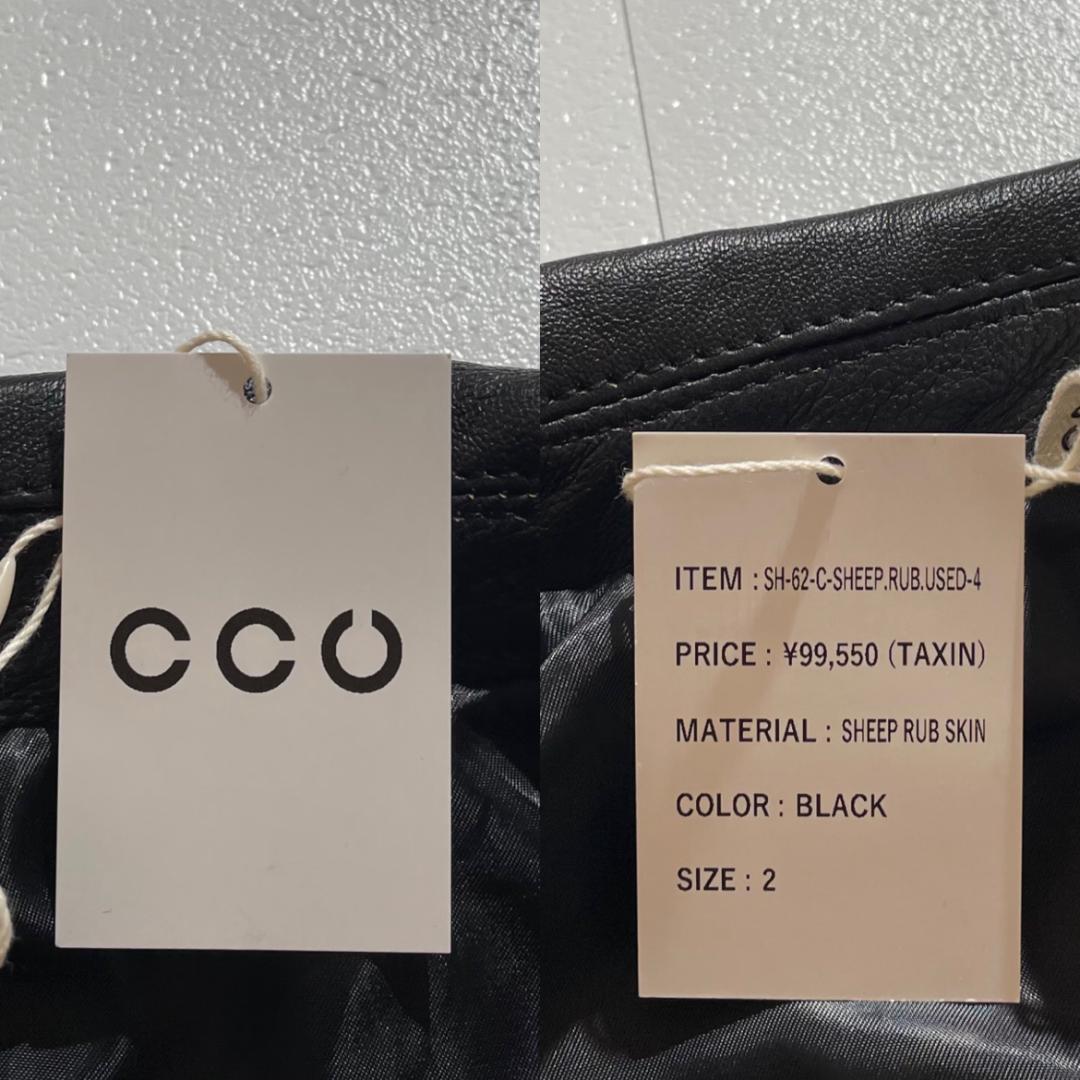 CCU
ITEM : SH-62-C-SHEEP.RUB.USED-4
PRICE : ¥99,550 (TAXIN)
MATERIAL : SHEEP RUB SKIN
COLOR : BLACK
SIZE : 2